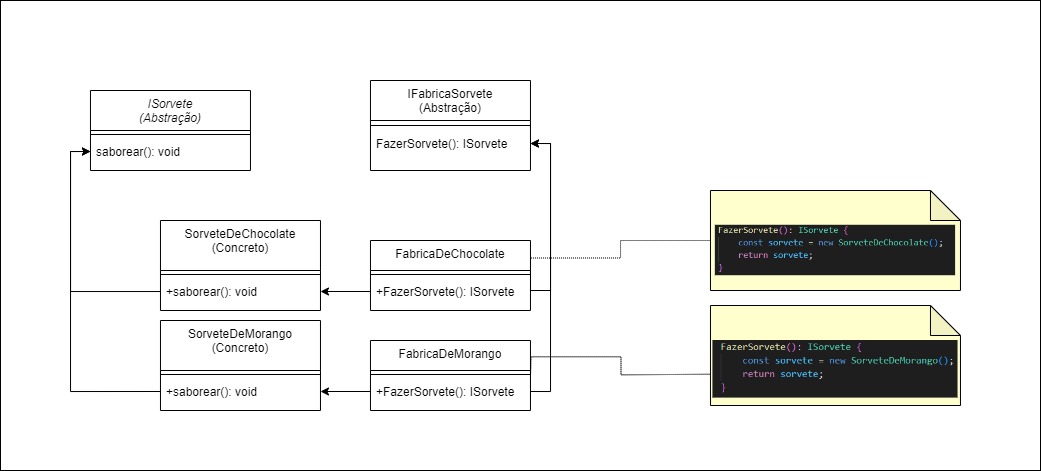 ISorvete
(Abstração)
saborear(): void
IFabricaSorvete
(Abstração)
FazerSorvete(): ISorvete
SorveteDeChocolate
(Concreto)
+saborear(): void
FabricaDeChocolate
+FazerSorvete(): ISorvete
FazerSorvete(): ISorvete {
const sorvete = new SorveteDeChocolate();
return sorvete;
}
SorveteDeMorango
(Concreto)
+saborear(): void
FabricaDeMorango
+FazerSorvete(): ISorvete
FazerSorvete(): ISorvete {
const sorvete = new SorveteDeMorango();
return sorvete;
}